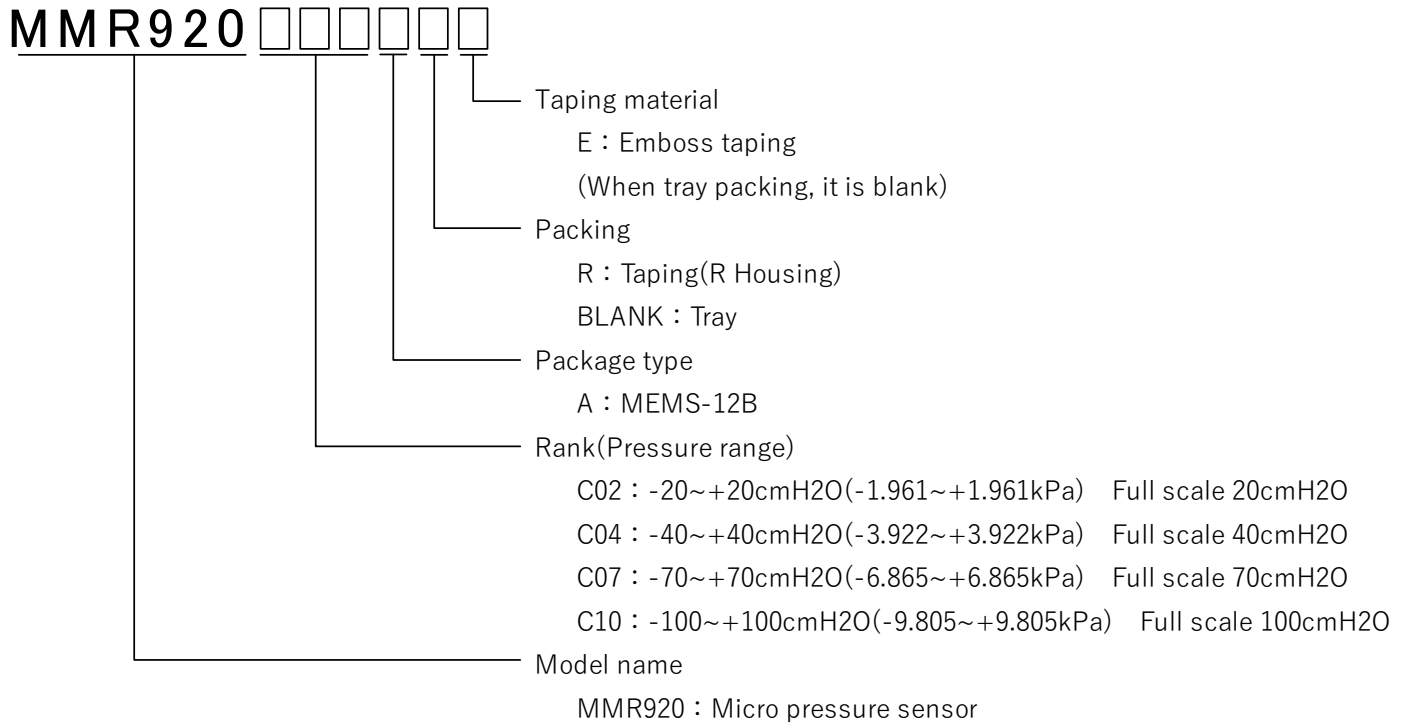 MMR920□□□□□□
Taping material
E：Emboss taping
(When tray packing, it is blank)
Packing
R：Taping(R Housing)
BLANK：Tray
Package type
A：MEMS-12B
Rank(Pressure range)
C02：-20~+20cmH2O(-1.961~+1.961kPa)　Full scale 20cmH2O
C04：-40~+40cmH2O(-3.922~+3.922kPa)　Full scale 40cmH2O
C07：-70~+70cmH2O(-6.865~+6.865kPa)　Full scale 70cmH2O
C10：-100~+100cmH2O(-9.805~+9.805kPa)　Full scale 100cmH2O
Model name
MMR920：Micro pressure sensor